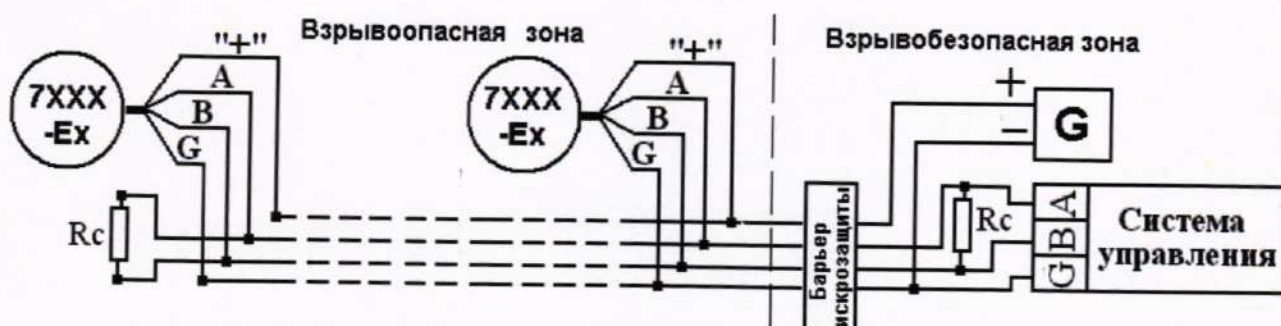 Взрывоопасная зона
Взрывобезопасная зона
"+"
A
B
G
7XXX
-Ex
"+"
A
B
G
7XXX
-Ex
+
−
G
Rc
Барьер
искрозащиты
Rc
A
B
G
Система
управления